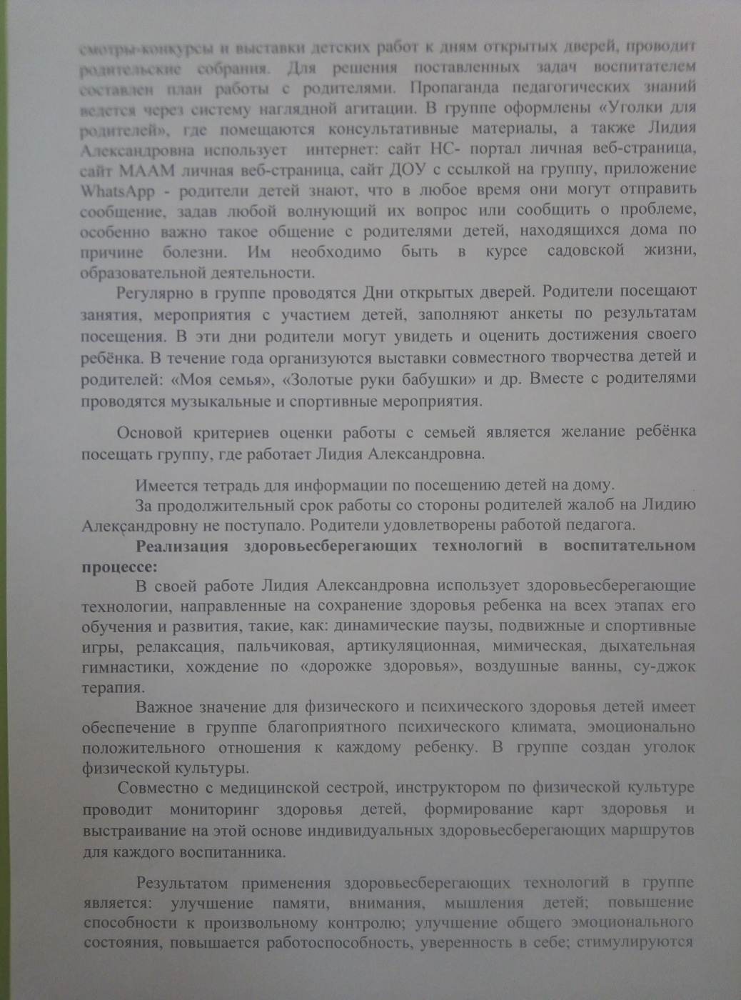 смотры-конкурсы и выставки детских работ к дням открытых дверей, проводит
родительские собрания. Для решения поставленных задач воспитателем
составлен план работы с родителями. Пропаганда педагогических знаний
ведется через систему наглядной агитации. В группе оформлены «Уголки для
родителей», где помещаются консультативные материалы, а также Лидия
Александровна использует интернет: сайт НС- портал личная веб-страница,
сайт МААМ личная веб-страница, сайт ДОУ с ссылкой на группу, приложение
WhatsApp - родители детей знают, что в любое время они могут отправить
сообщение, задав любой волнующий их вопрос или сообщить о проблеме,
особенно важно такое общение с родителями детей, находящихся дома по
причине болезни. Им необходимо быть в курсе садовской жизни,
образовательной деятельности.
Регулярно в группе проводятся Дни открытых дверей. Родители посещают
занятия, мероприятия с участием детей, заполняют анкеты по результатам
посещения. В эти дни родители могут увидеть и оценить достижения своего
ребёнка. В течение года организуются выставки совместного творчества детей и
родителей: «Моя семья», «Золотые руки бабушки» и др. Вместе с родителями
проводятся музыкальные и спортивные мероприятия.
Основой критериев оценки работы с семьей является желание ребёнка
посещать группу, где работает Лидия Александровна.
Имеется тетрадь для информации по посещению детей на дому.
За продолжительный срок работы со стороны родителей жалоб на Лидию
Александровну не поступало. Родители удовлетворены работой педагога.
Реализация здоровьесберегающих технологий в воспитательном
процессе:
В своей работе Лидия Александровна использует здоровьесберегающие
технологии, направленные на сохранение здоровья ребенка на всех этапах его
обучения и развития, такие, как: динамические паузы, подвижные и спортивные
игры, релаксация, пальчиковая, артикуляционная, мимическая, дыхательная
гимнастики, хождение по «дорожке здоровья», воздушные ванны, су-джок
терапия.
Важное значение для физического и психического здоровья детей имеет
обеспечение в группе благоприятного психического климата, эмоционально
положительного отношения к каждому ребенку. В группе создан уголок
физической культуры.
Совместно с медицинской сестрой, инструктором по физической культуре
проводит мониторинг здоровья детей, формирование карт здоровья и
выстраивание на этой основе индивидуальных здоровьесберегающих маршрутов
для каждого воспитанника.
Результатом применения здоровьесберегающих технологий в группе
является: улучшение памяти, внимания, мышления детей; повышение
способности к произвольному контролю; улучшение общего эмоционального
состояния, повышается работоспособность, уверенность в себе; стимулируются